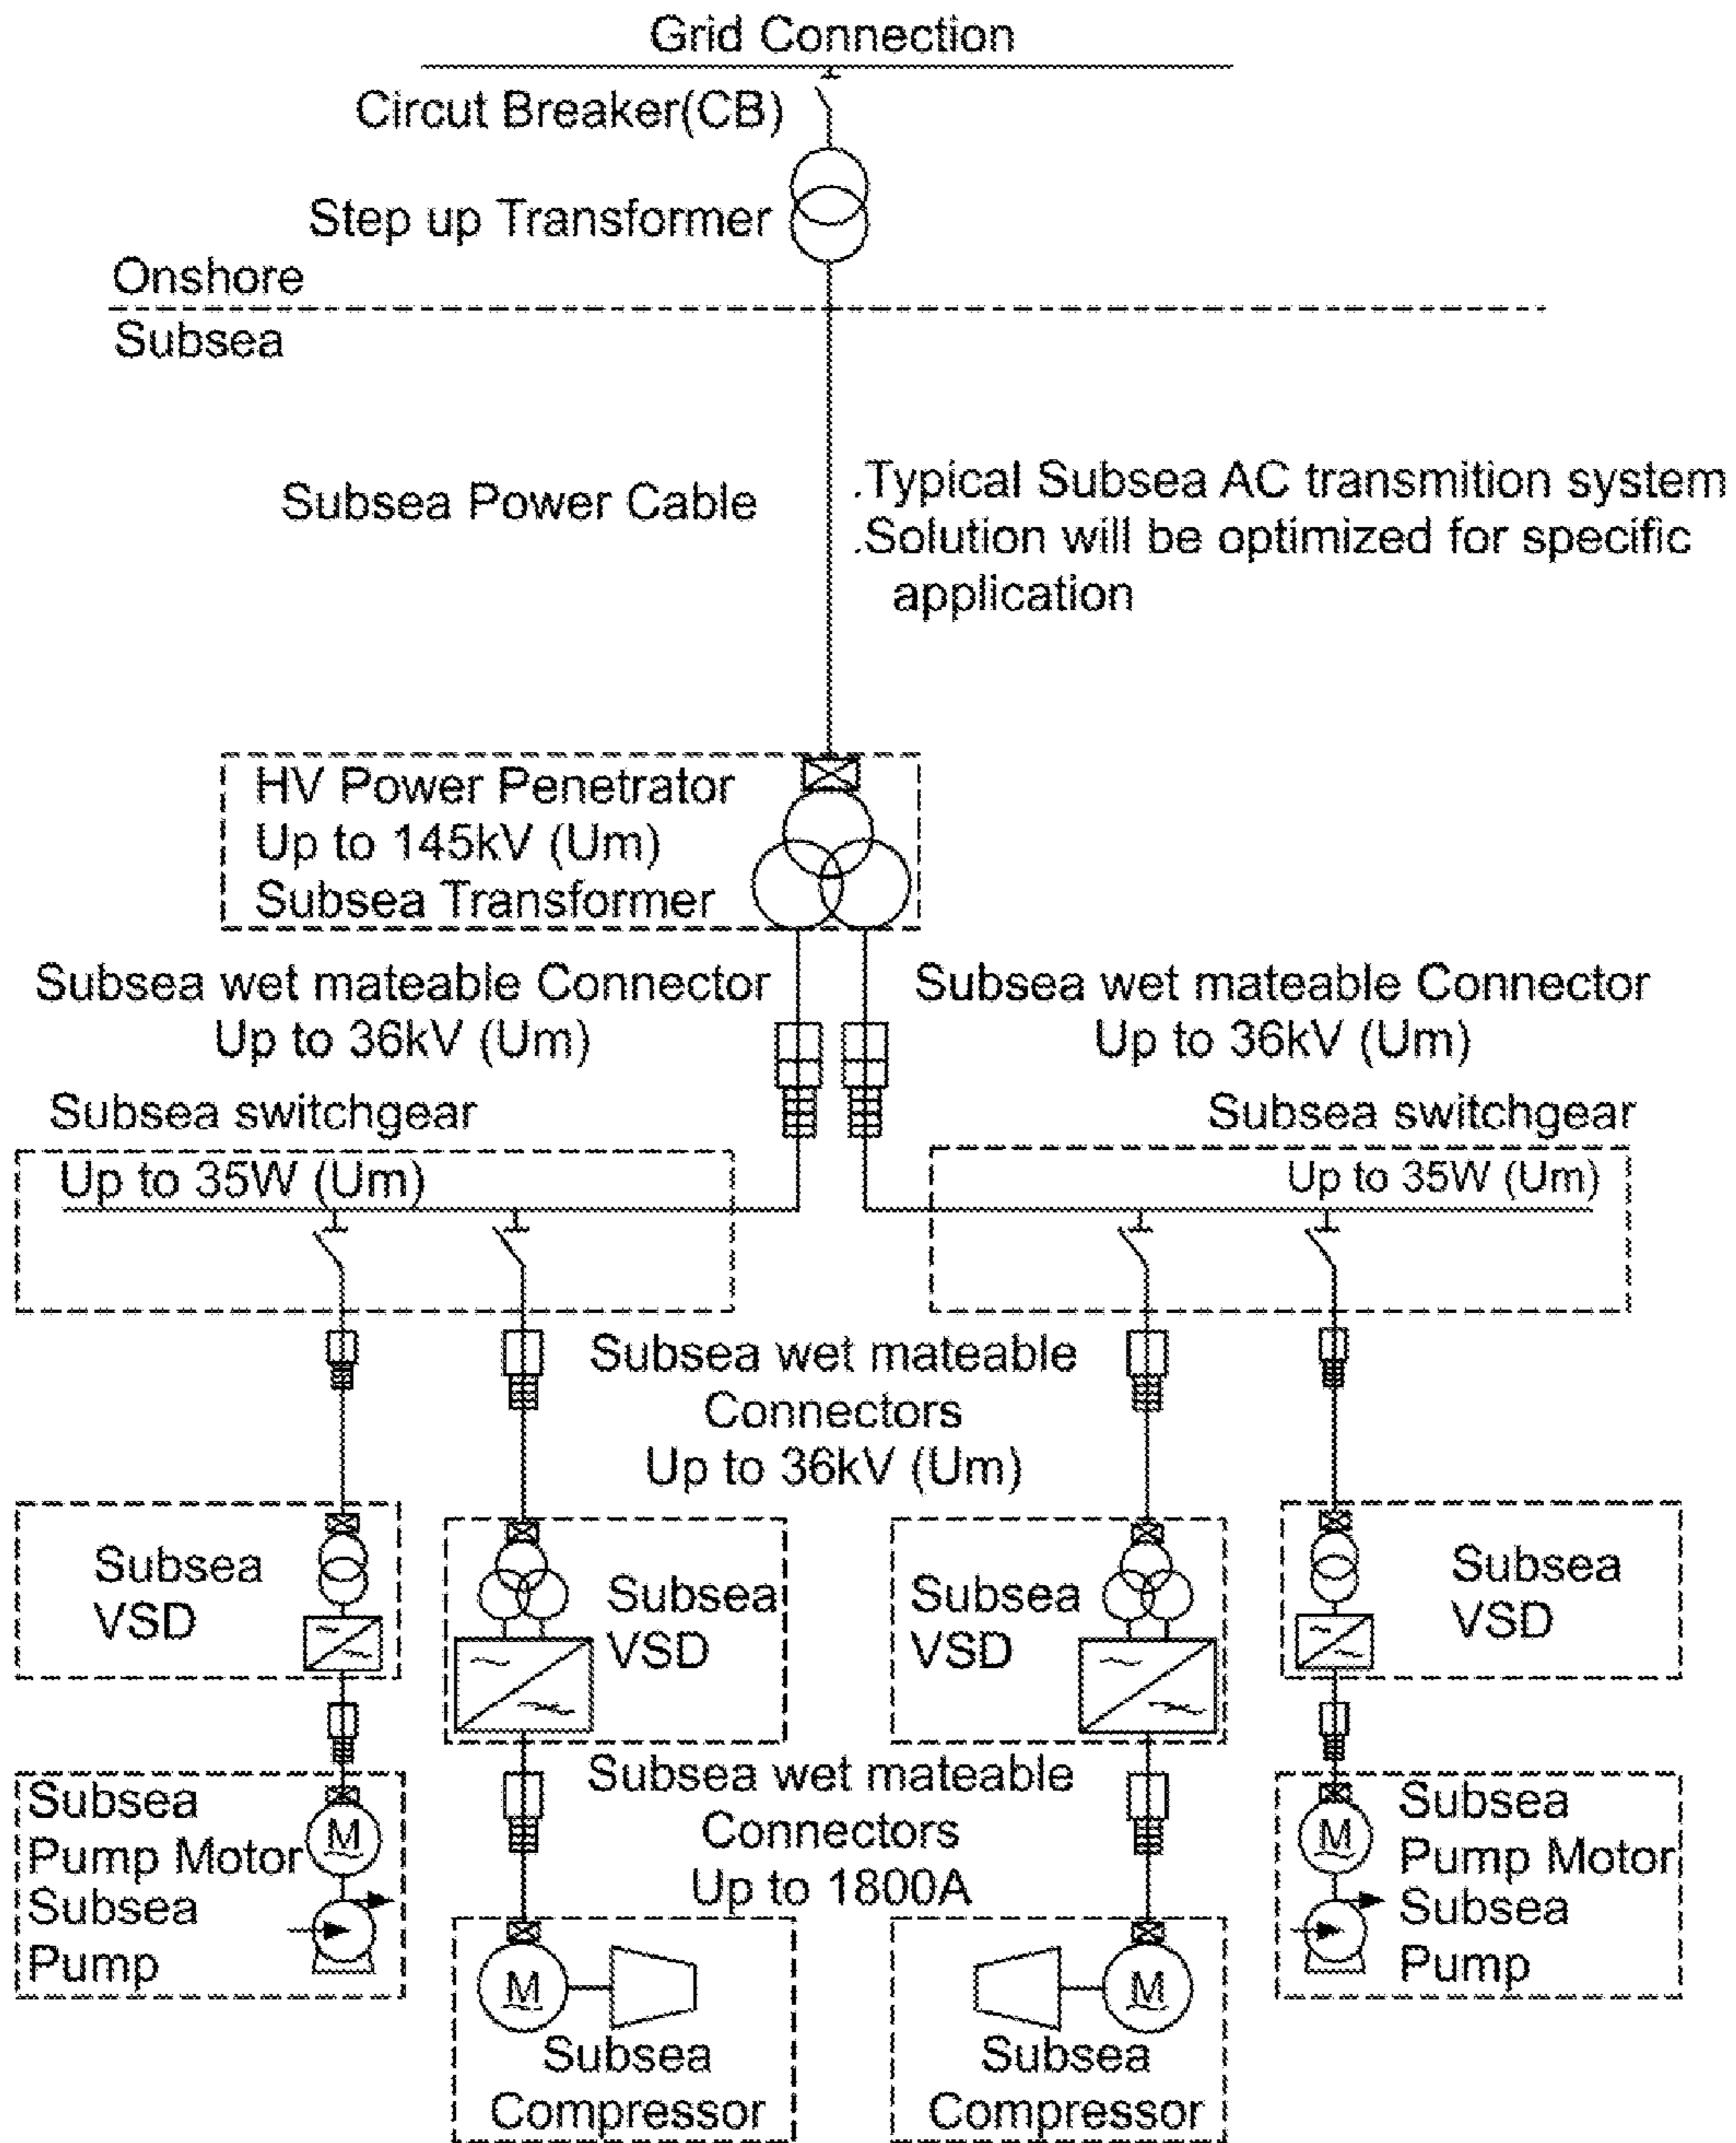 Grid Connection
Circut Breaker(CB)
Step up Transformer
Onshore
Subsea
Subsea Power Cable
.Typical Subsea AC transmition system
.Solution will be optimized for specific
application
HV Power Penetrator
Up to 145kV (Um)
Subsea Transformer
Subsea wet mateable Connector
Up to 36kV (Um)
Subsea wet mateable Connector
Up to 36kV (Um)
Subsea switchgear
Up to 35W (Um)
Subsea switchgear
Up to 35W (Um)
Subsea wet mateable
Connectors
Up to 36kV (Um)
Subsea
VSD
Subsea
VSD
Subsea
VSD
Subsea
VSD
Subsea wet mateable
Connectors
Up to 1800A
Subsea
Pump Motor
M
Subsea
Pump
M
Subsea
Compressor
M
Subsea
Compressor
M
Subsea
Pump Motor
Subsea
Pump